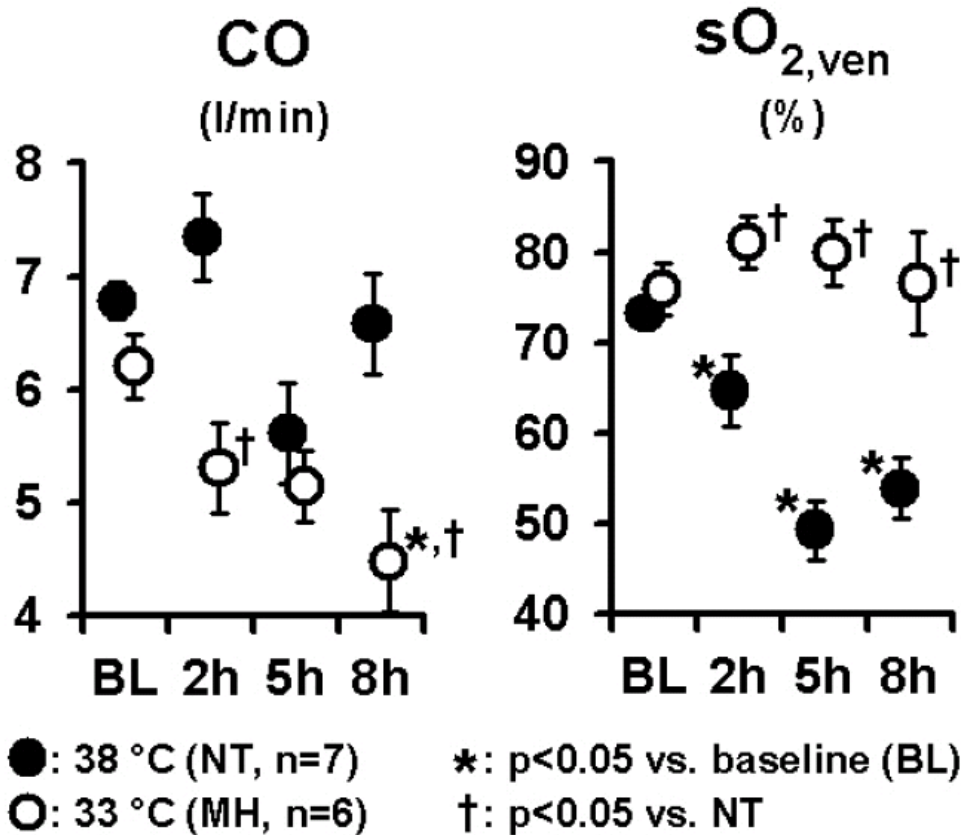 CO
(l/min)
8
7
6
5
4
†
*,†
BL 2h 5h 8h
sO2,ven
(%)
90
80
70
60
50
40
† † †
* * *
BL 2h 5h 8h
●: 38 °C (NT, n=7)
○: 33 °C (MH, n=6)
*: p<0.05 vs. baseline (BL)
†: p<0.05 vs. NT